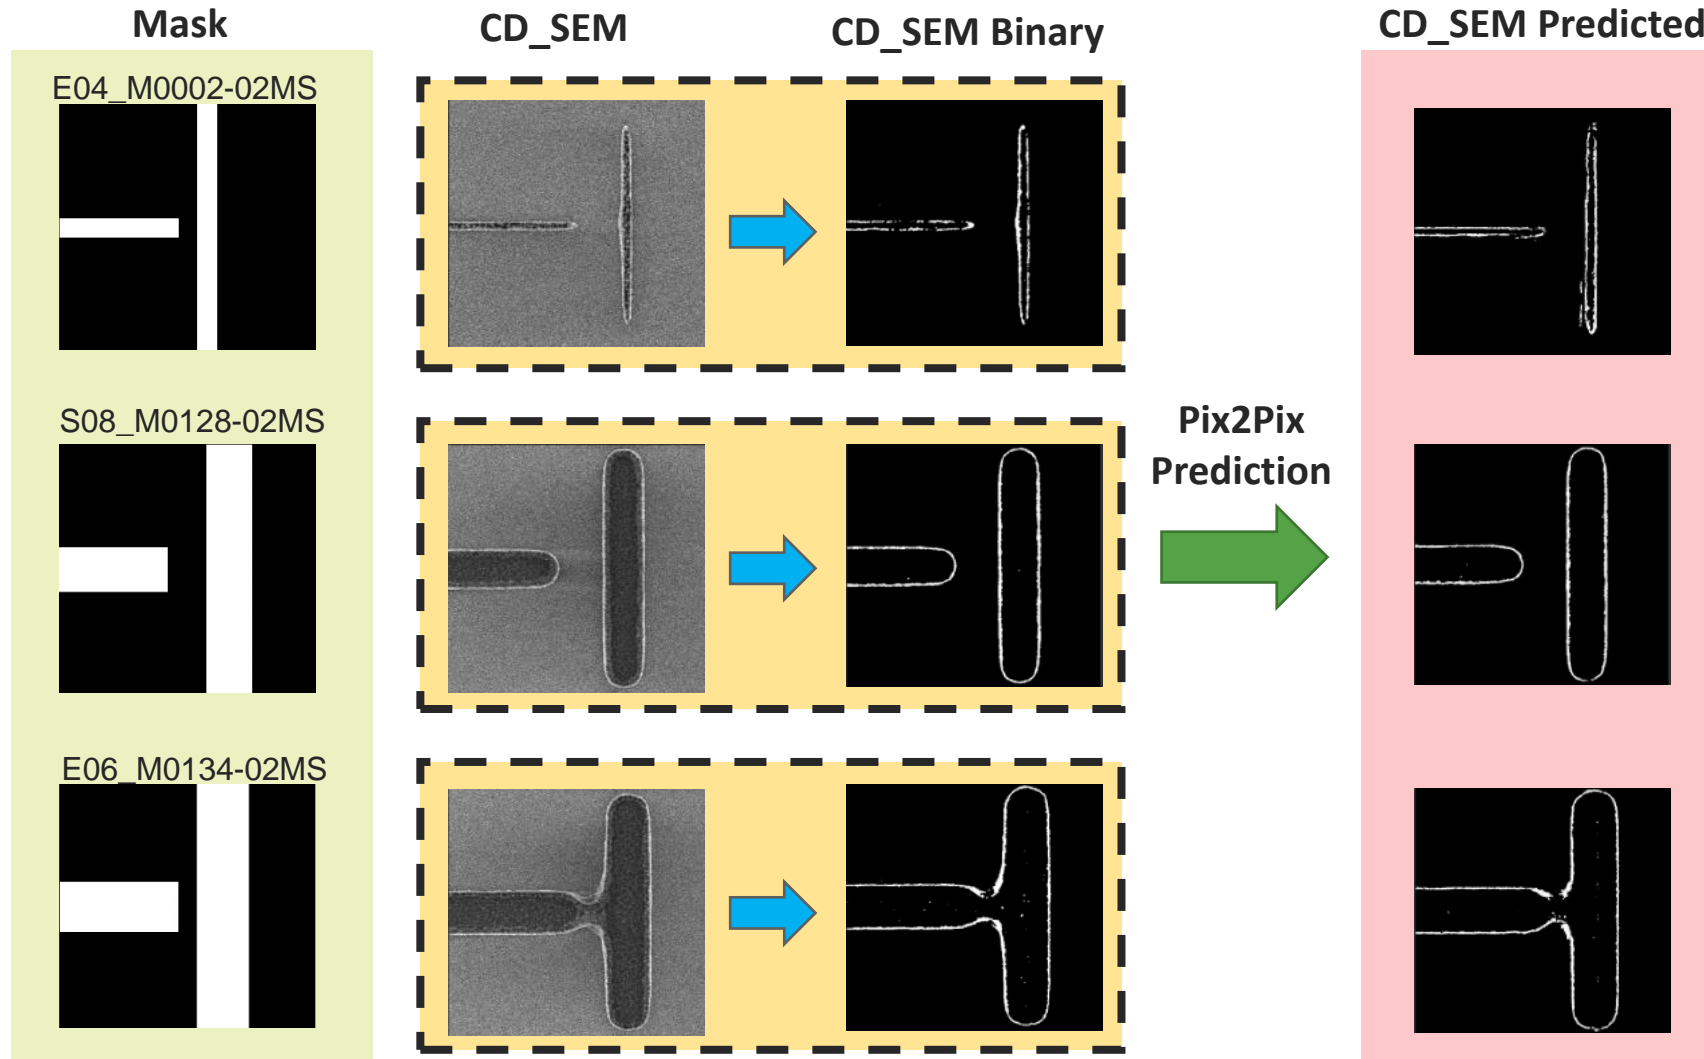 Mask
CD_SEM
CD_SEM Binary
CD_SEM Predicted
E04_M0002-02MS
S08_M0128-02MS
Pix2Pix
Prediction
E06_M0134-02MS